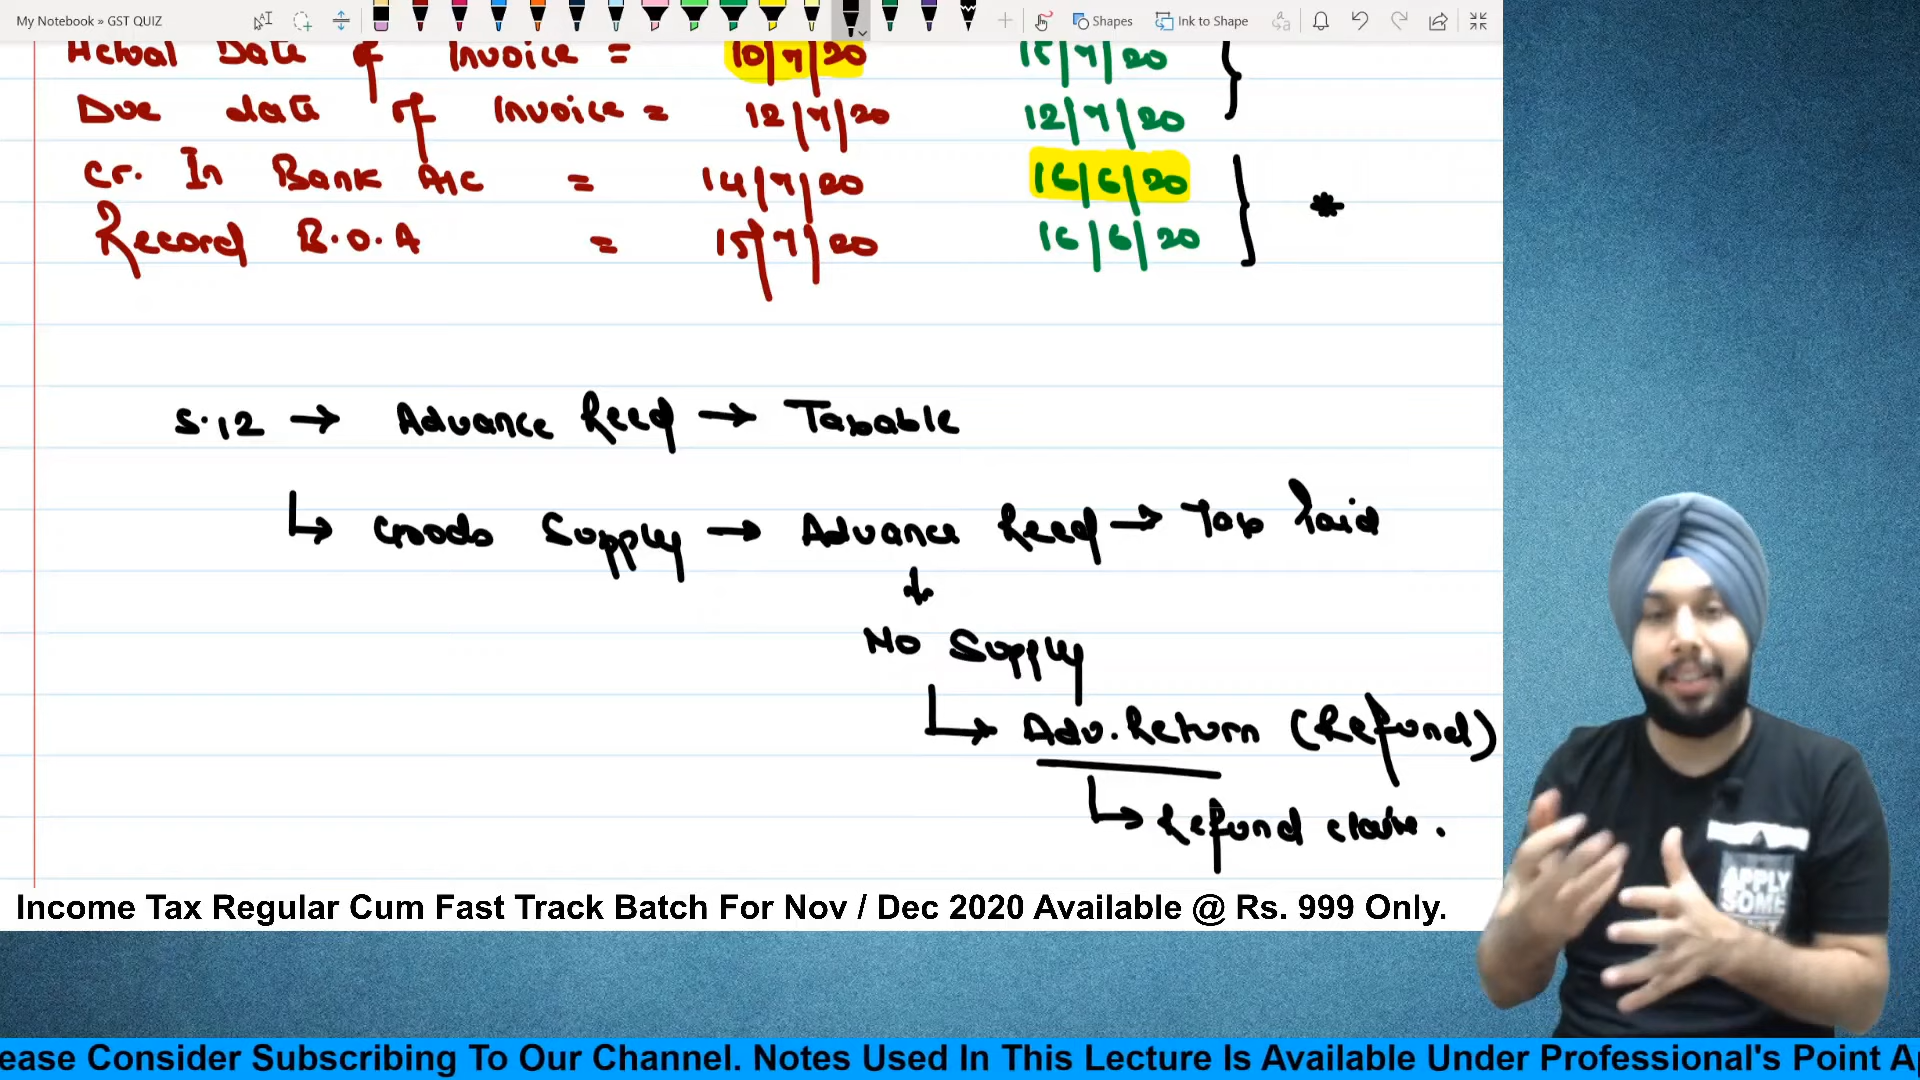 My Notebook » GST QUIZ
Shapes
Ink to Shape
Actual Date of Invoice = 10/7/20 15/7/20
Due date of Invoice = 12/7/20 12/7/20
Cr. In Bank A/c = 14/7/20 16/6/20
Record B.O.A = 15/7/20 16/6/20
*
S.12 → Advance Recd → Taxable
↳ Goods Supply → Advance Recd → Tax Paid
↓
No Supply
↳ Adv. Return (Refund)
↳ Refund claim.
Income Tax Regular Cum Fast Track Batch For Nov / Dec 2020 Available @ Rs. 999 Only.
APPLY
SOME
ease Consider Subscribing To Our Channel. Notes Used In This Lecture Is Available Under Professional's Point A